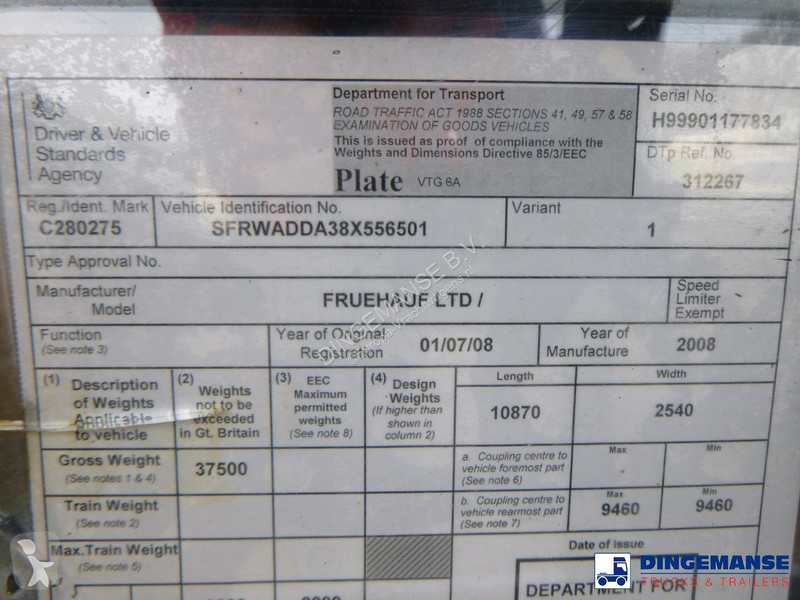 Driver & Vehicle
Standards
Agency
Department for Transport
ROAD TRAFFIC ACT 1988 SECTIONS 41, 49, 57 & 58
EXAMINATION OF GOODS VEHICLES
This is issued as proof of compliance with the
Weights and Dimensions Directive 85/3/EEC
Plate VTG 6A
Serial No.
H99901177834
DTp Ref. No.
312267
Reg./Ident. Mark
C280275
Vehicle Identification No.
SFRWADDA38X556501
Variant
1
Type Approval No.
Manufacturer/
Model
FRUEHAUF LTD /
Speed
Limiter
Exempt
Function
(See note 3)
Year of Original
Registration
01/07/08
Year of
Manufacture
2008
(1) Description
of Weights
Applicable
to vehicle
(2) Weights
not to be
exceeded
in Gt. Britain
(3) EEC
Maximum
permitted
weights
(See note 8)
(4) Design
Weights
(If higher than
shown in
column 2)
Length
10870
Width
2540
Gross Weight
(See notes 1 & 4)
37500
a. Coupling centre to
vehicle foremost part
(See note 6)
Max
Min
Train Weight
(See note 2)
b. Coupling centre to
vehicle rearmost part
(See note 7)
Max
9460
Min
9460
Max.Train Weight
(See note 5)
Date of Issue
DEPARTMENT FOR
DINGEMANSE B.V.
DINGEMANSE
TRUCKS & TRAILERS